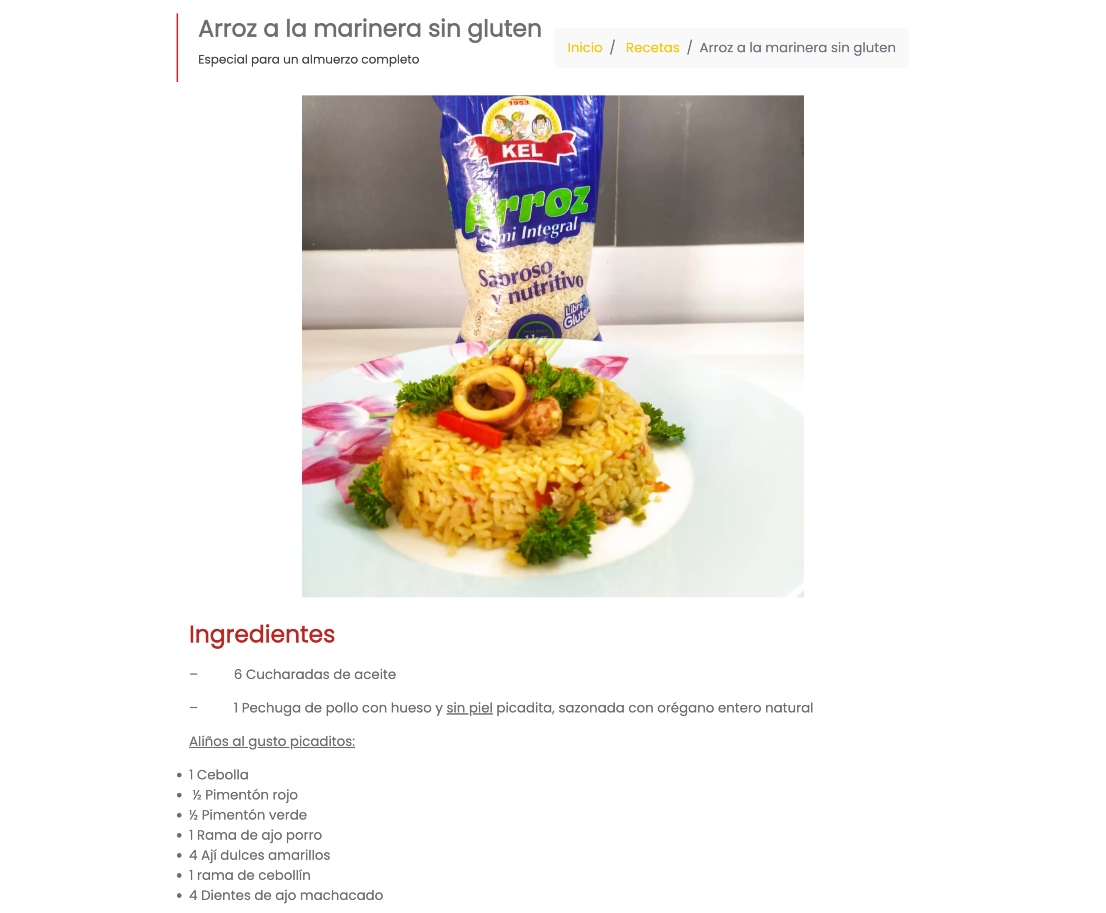 Arroz a la marinera sin gluten
Especial para un almuerzo completo
Inicio / Recetas / Arroz a la marinera sin gluten
1953
KEL
Arroz
Semi Integral
Sabroso
y nutritivo
Libre
Gluten
Ingredientes
– 6 Cucharadas de aceite
– 1 Pechuga de pollo con hueso y sin piel picadita, sazonada con orégano entero natural
Aliños al gusto picaditos:
• 1 Cebolla
• ½ Pimentón rojo
• ½ Pimentón verde
• 1 Rama de ajo porro
• 4 Ají dulces amarillos
• 1 rama de cebollín
• 4 Dientes de ajo machacado